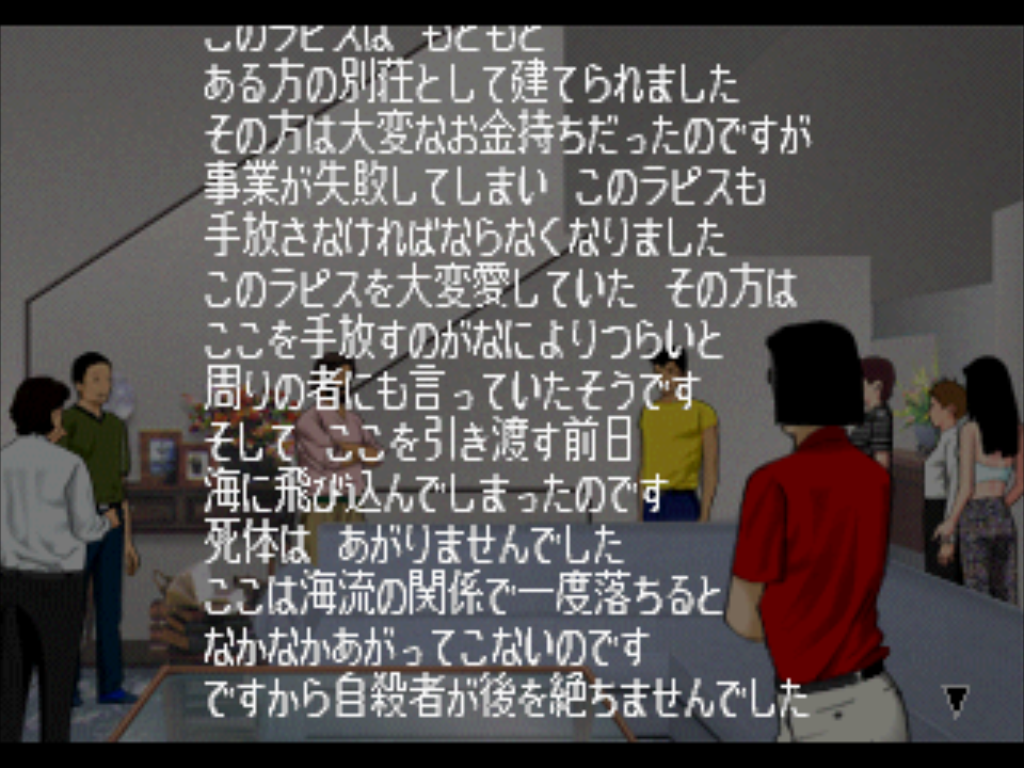 このラピスは　もともと
ある方の別荘として建てられました
その方は大変なお金持ちだったのですが
事業が失敗してしまい　このラピスも
手放さなければならなくなりました
このラピスを大変愛していた　その方は
ここを手放すのがなによりつらいと
周りの者にも言っていたそうです
そして　ここを引き渡す前日
海に飛び込んでしまったのです
死体は　あがりませんでした
ここは海流の関係で一度落ちると
なかなかあがってこないのです
ですから自殺者が後を絶ちませんでした